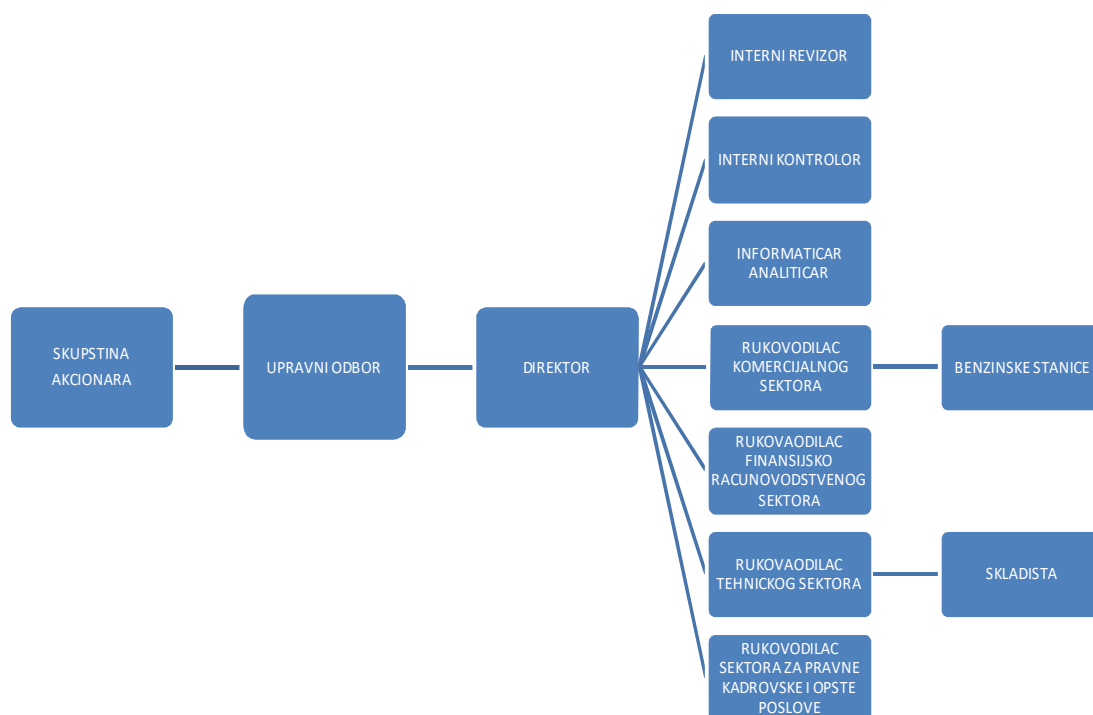 SKUPSTINA
AKCIONARA
UPRAVNI ODBOR
DIREKTOR
INTERNI REVIZOR
INTERNI KONTROLOR
INFORMATICAR
ANALITICAR
RUKOVODILAC
KOMERCIJALNOG
SEKTORA
BENZINSKE STANICE
RUKOVAODILAC
FINANSIJSKO
RACUNOVODSTVENOG
SEKTORA
RUKOVAODILAC
TEHNICKOG SEKTORA
SKLADISTA
RUKOVODILAC
SEKTORA ZA PRAVNE
KADROVSKE I OPSTE
POSLOVE